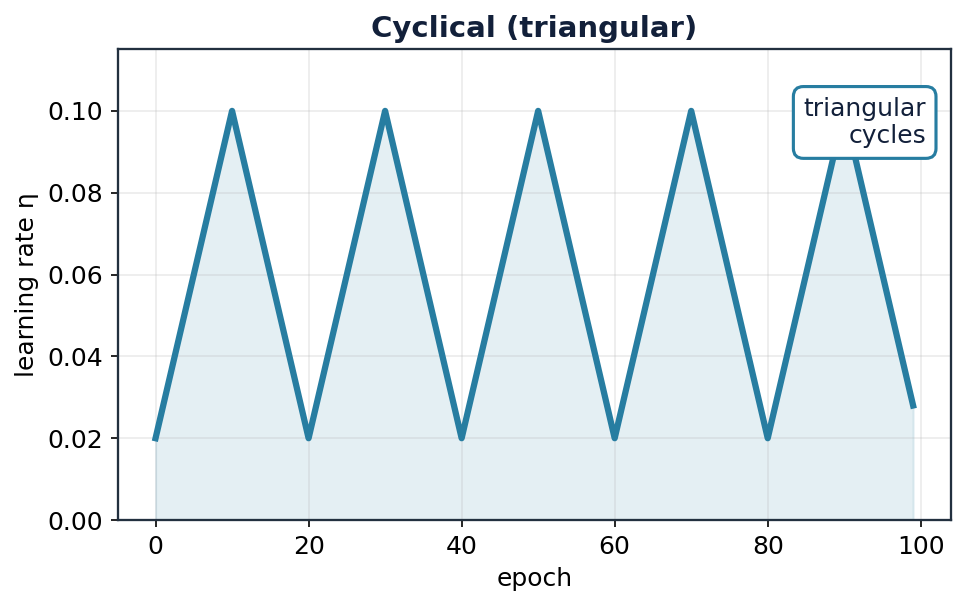 Cyclical (triangular)
triangular
cycles
learning rate η
0.10
0.08
0.06
0.04
0.02
0.00
0 20 40 60 80 100
epoch